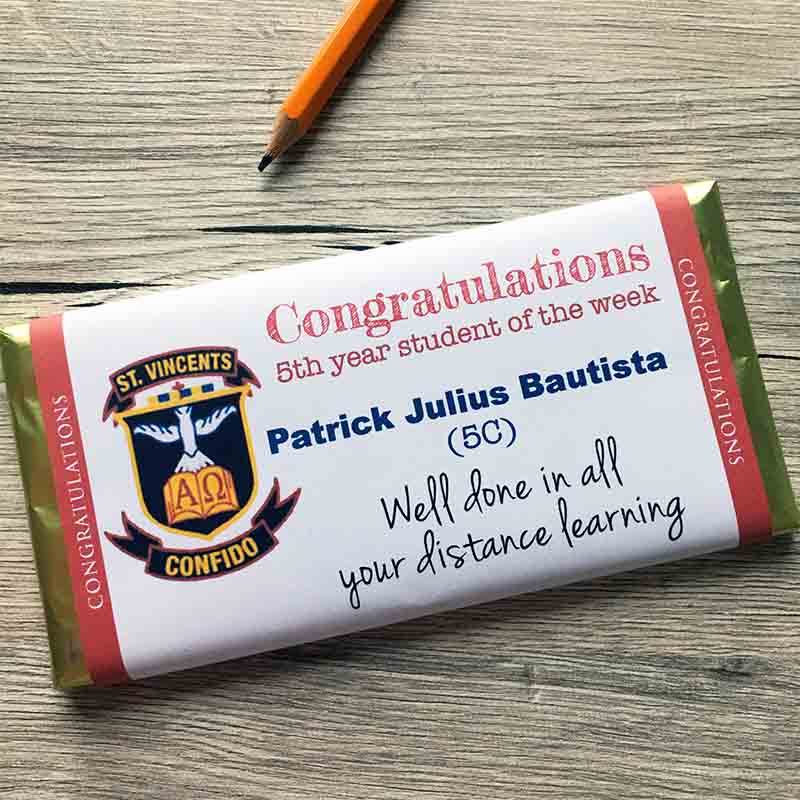 CONGRATULATIONS
ST. VINCENTS
ΑΩ
CONFIDO
Congratulations
5th year student of the week
Patrick Julius Bautista
(5C)
Well done in all
your distance learning
CONGRATULATIONS